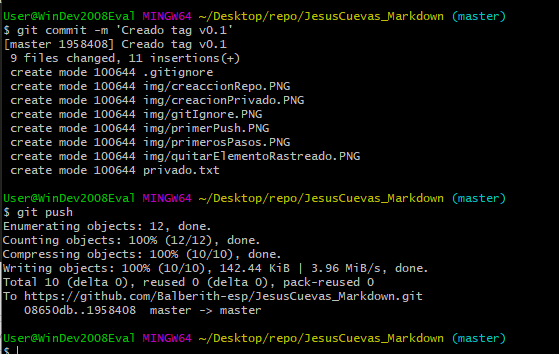 User@WinDev2008Eval MINGW64 ~/Desktop/repo/JesusCuevas_Markdown (master)
$ git commit -m 'Creado tag v0.1'
[master 1958408] Creado tag v0.1
 9 files changed, 11 insertions(+)
 create mode 100644 .gitignore
 create mode 100644 img/creaccionRepo.PNG
 create mode 100644 img/creacionPrivado.PNG
 create mode 100644 img/gitIgnore.PNG
 create mode 100644 img/primerPush.PNG
 create mode 100644 img/primerosPasos.PNG
 create mode 100644 img/quitarElementoRastreado.PNG
 create mode 100644 privado.txt
User@WinDev2008Eval MINGW64 ~/Desktop/repo/JesusCuevas_Markdown (master)
$ git push
Enumerating objects: 12, done.
Counting objects: 100% (12/12), done.
Compressing objects: 100% (10/10), done.
Writing objects: 100% (10/10), 142.44 KiB | 3.96 MiB/s, done.
Total 10 (delta 0), reused 0 (delta 0), pack-reused 0
To https://github.com/Balberith-esp/JesusCuevas_Markdown.git
   08650db..1958408  master -> master
User@WinDev2008Eval MINGW64 ~/Desktop/repo/JesusCuevas_Markdown (master)
$